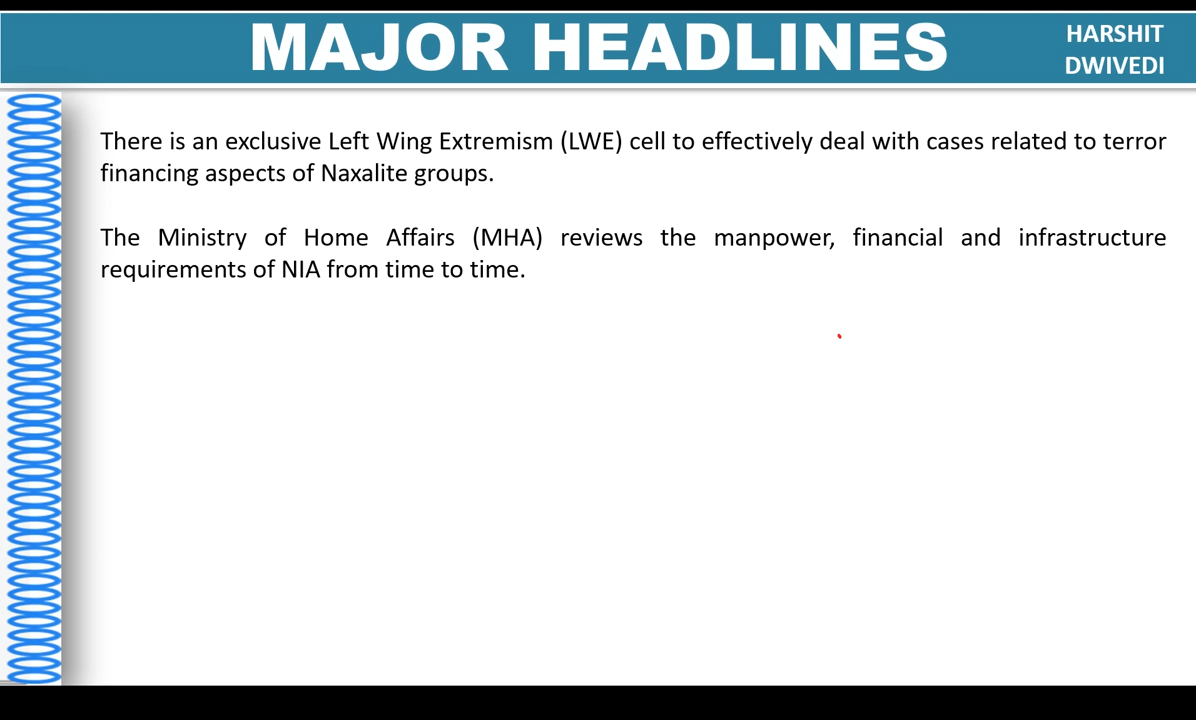 MAJOR HEADLINES
HARSHIT
DWIVEDI
There is an exclusive Left Wing Extremism (LWE) cell to effectively deal with cases related to terror
financing aspects of Naxalite groups.
The Ministry of Home Affairs (MHA) reviews the manpower, financial and infrastructure
requirements of NIA from time to time.